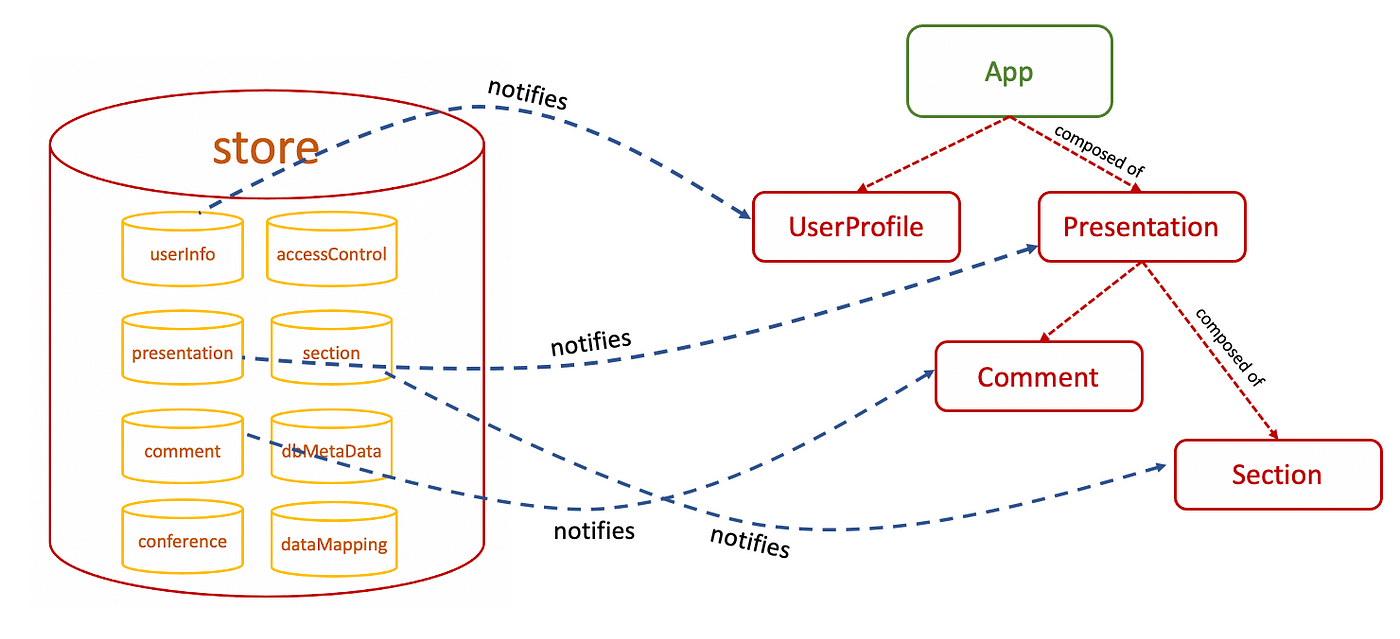 notifies
App
store
composed of
userInfo
accessControl
UserProfile
Presentation
presentation
section
notifies
composed of
Comment
comment
dbMetaData
Section
conference
dataMapping
notifies
notifies